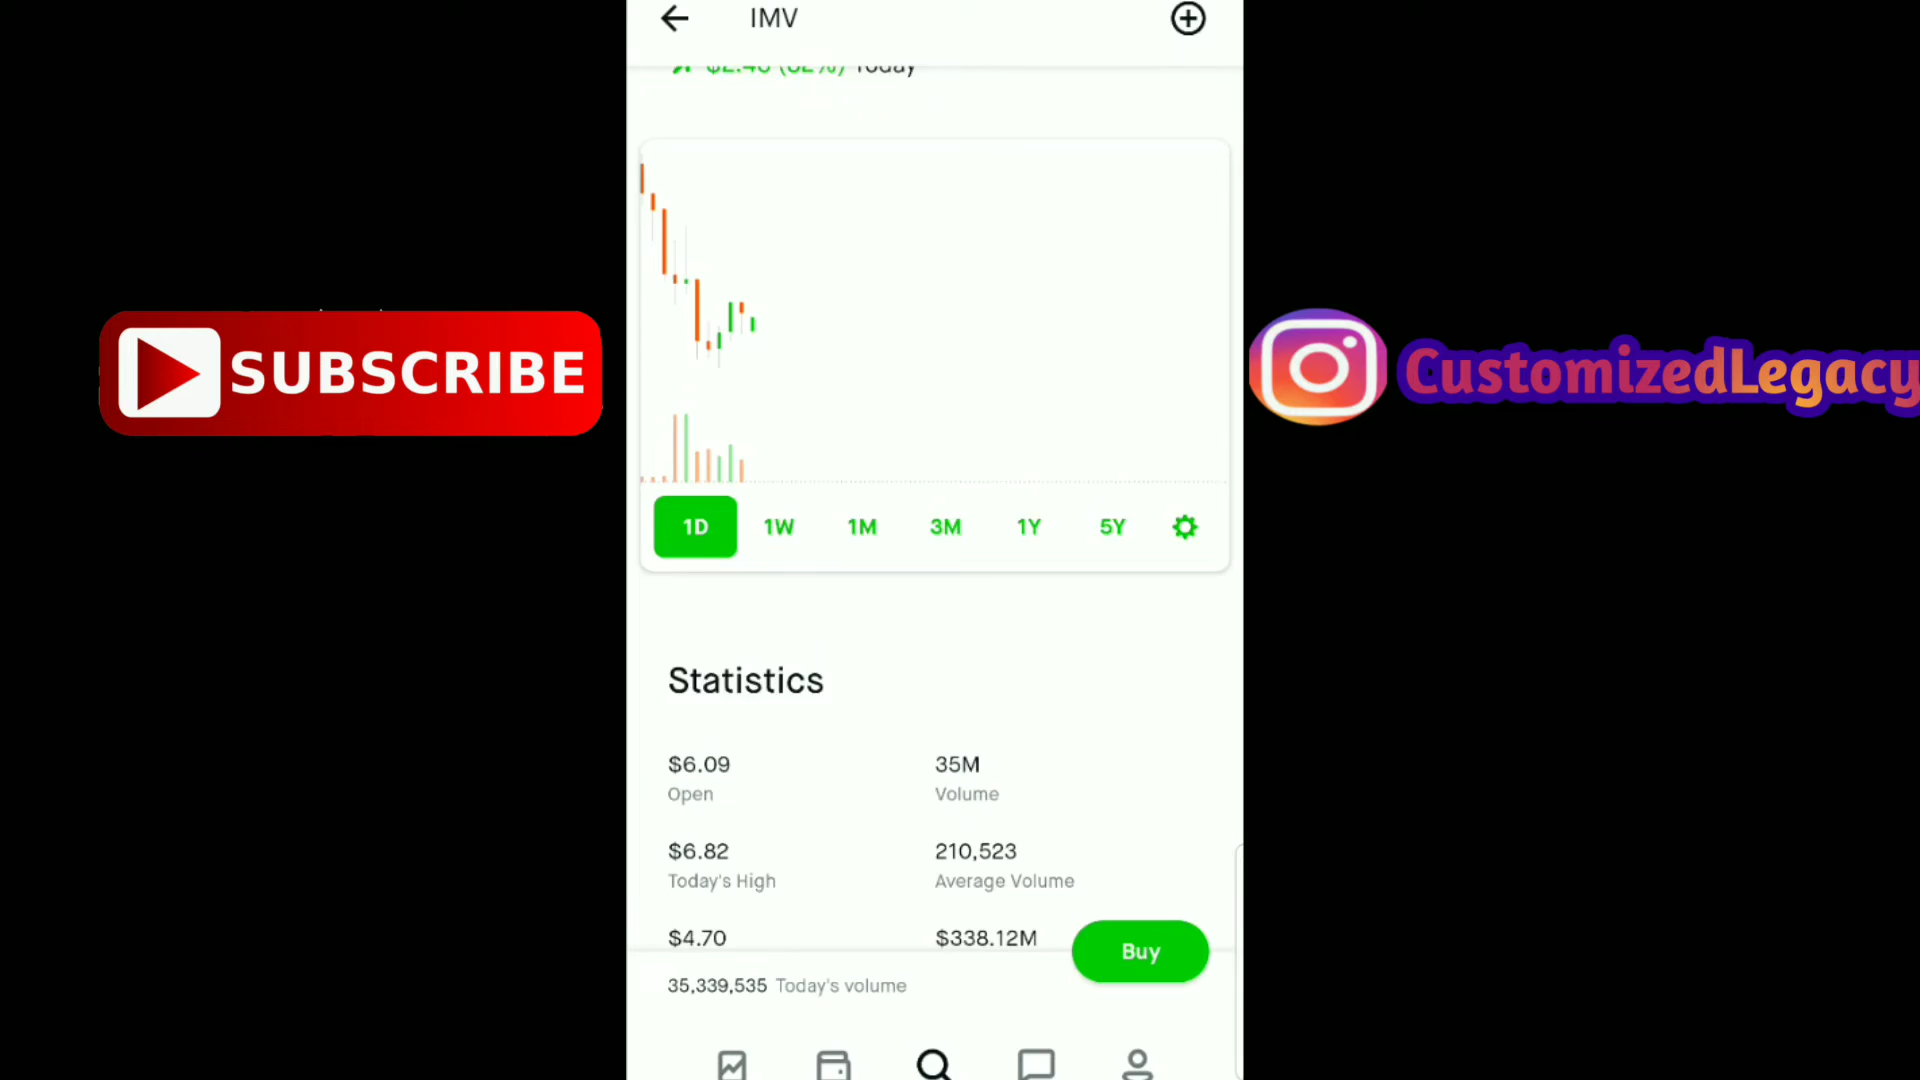 IMV
Today
SUBSCRIBE
CustomizedLegacy
1D 1W 1M 3M 1Y 5Y
Statistics
$6.09 35M
Open Volume
$6.82 210,523
Today's High Average Volume
$4.70 $338.12M
Buy
35,339,535 Today's volume